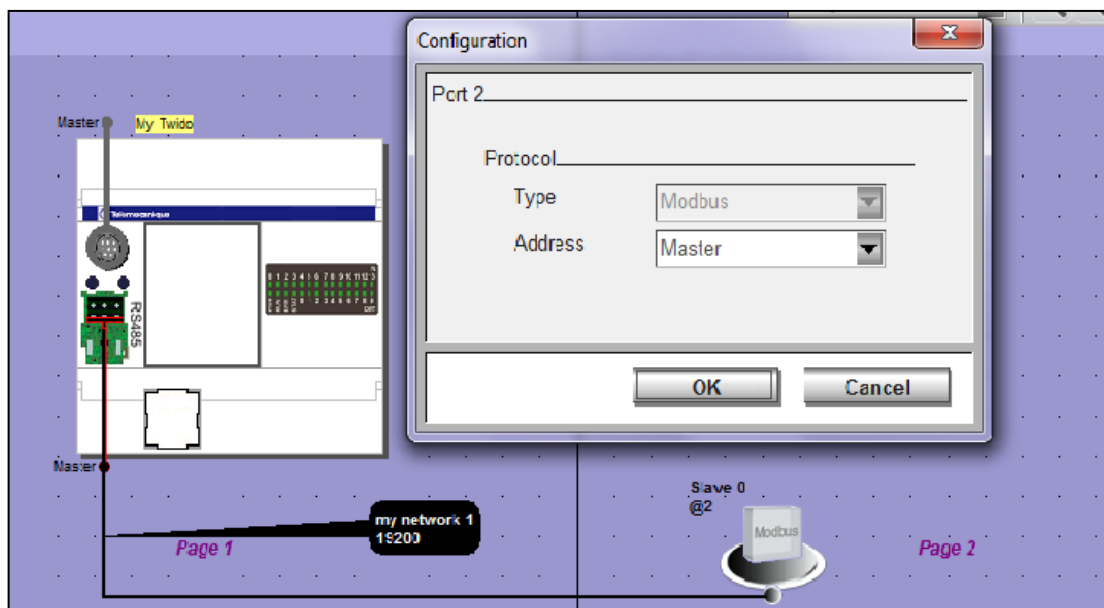 Configuration
Port 2
Protocol
Type
Modbus
Address
Master
OK
Cancel
Master
My Twido
Telemecanique
RS485
Master
my network 1
19200
Page 1
Slave 0
@2
Modbus
Page 2